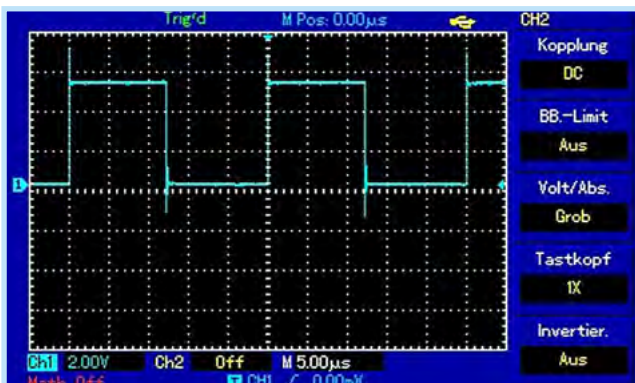 Trig'd M Pos: 0.00µs CH2
Kopplung
DC
BB.-Limit
Aus
Volt/Abs.
Grob
Tastkopf
1X
Invertier.
Aus
1
Ch1 2.00V Ch2 Off M 5.00µs
Math Off T CH1 / 0.00mV